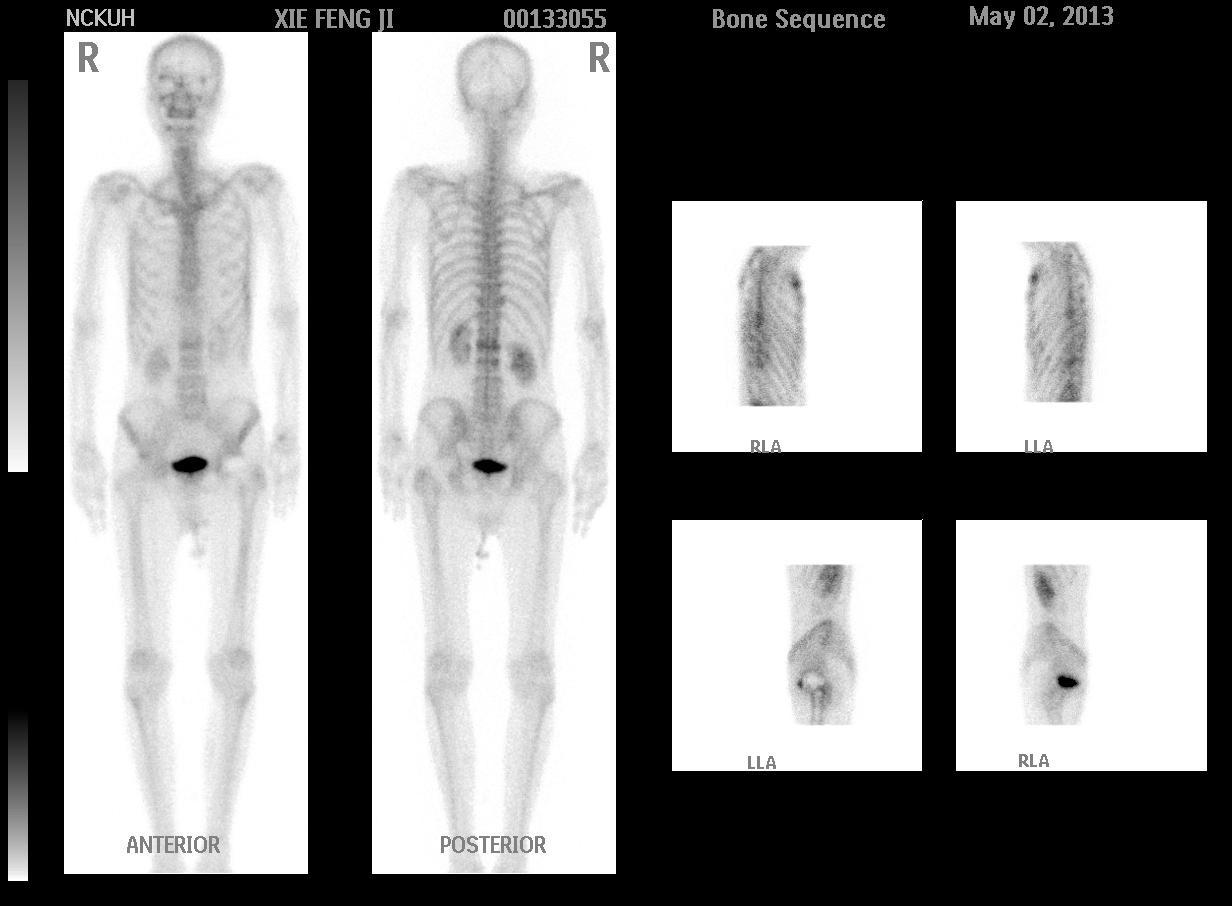 NCKUH XIE FENG JI 00133055 Bone Sequence May 02, 2013
R R
RLA LLA
LLA RLA
ANTERIOR POSTERIOR